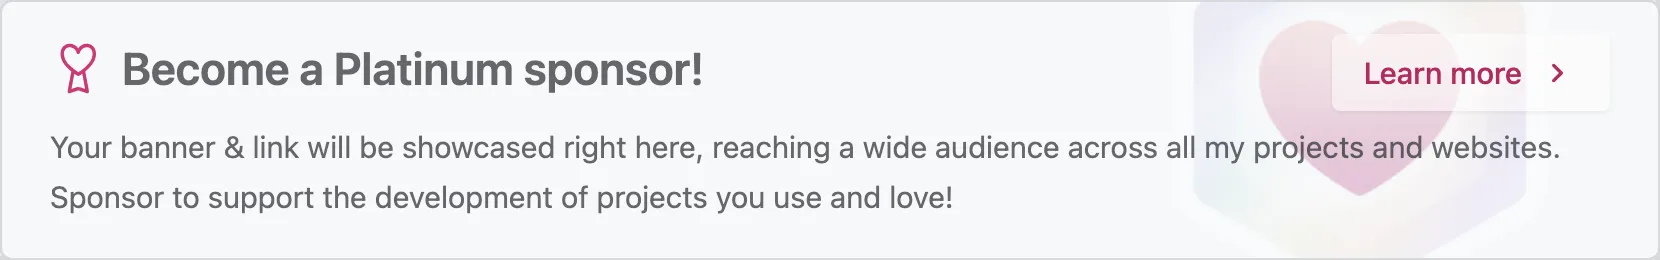 Become a Platinum sponsor!
Learn more
Your banner & link will be showcased right here, reaching a wide audience across all my projects and websites.
Sponsor to support the development of projects you use and love!